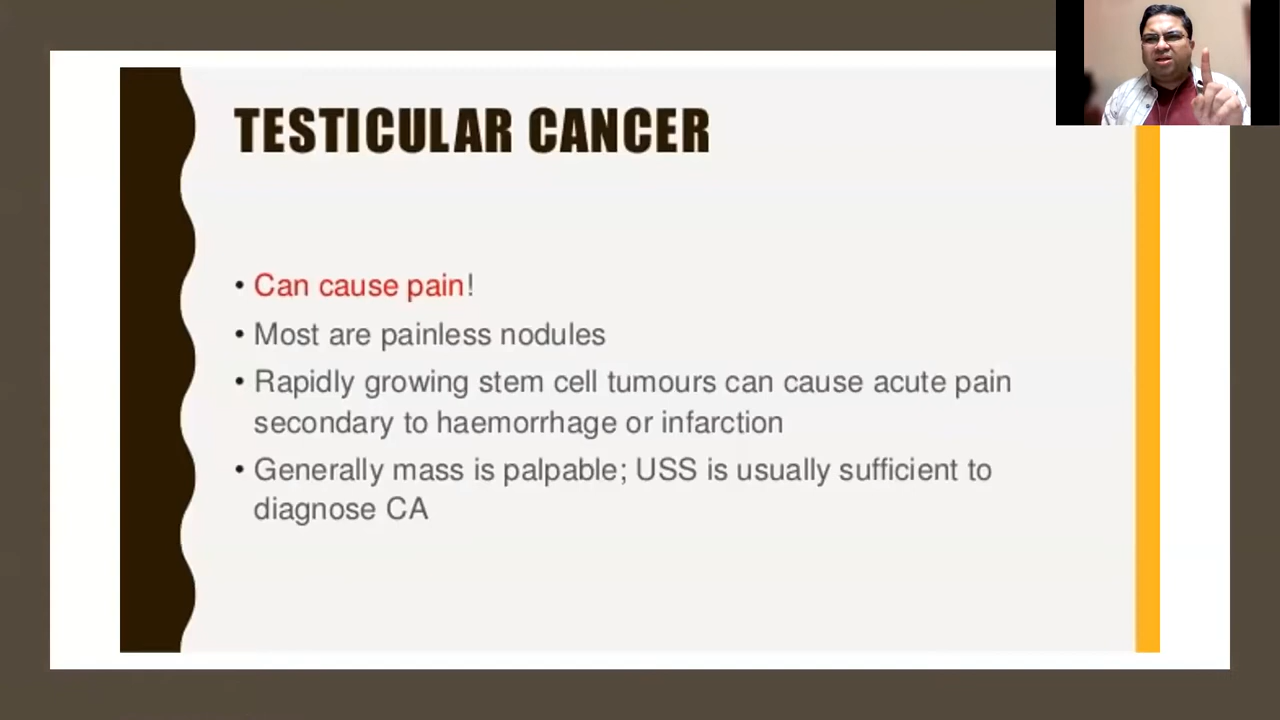 TESTICULAR CANCER
• Can cause pain!
• Most are painless nodules
• Rapidly growing stem cell tumours can cause acute pain
secondary to haemorrhage or infarction
• Generally mass is palpable; USS is usually sufficient to
diagnose CA